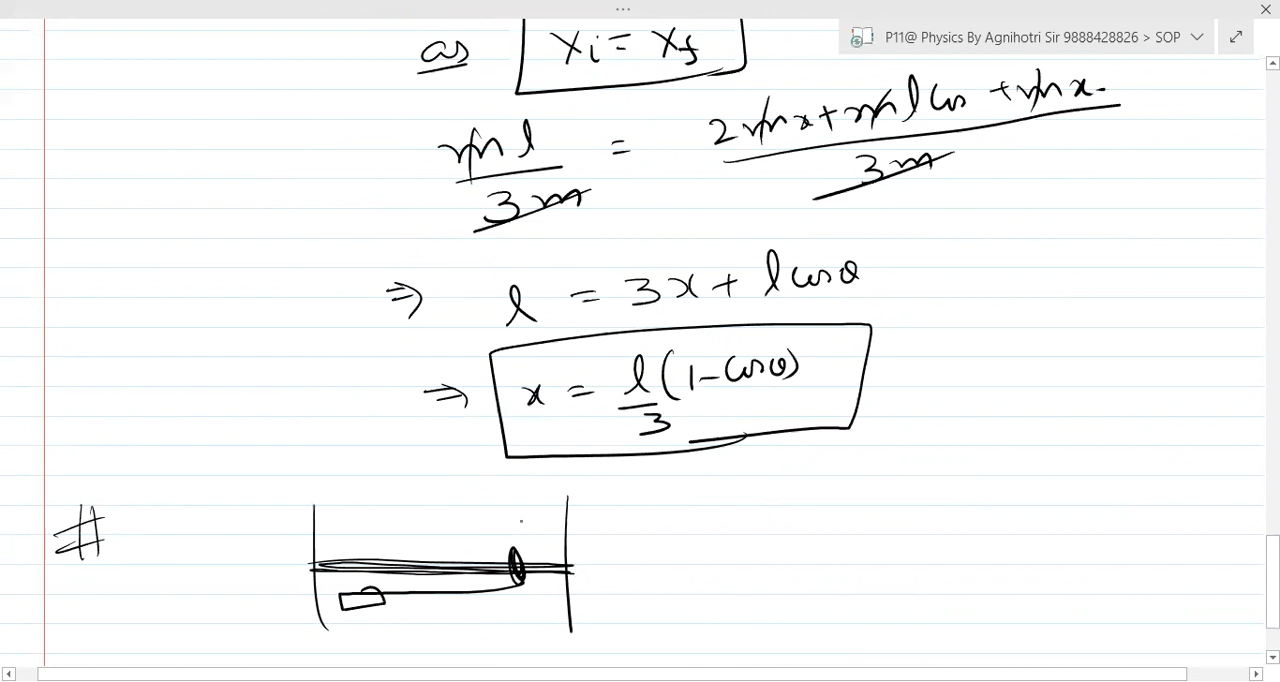 P11@ Physics By Agnihotri Sir 9888428826 > SOP
as Xi = Xf
ml/3m = (2mx + ml cos + mx)/3m
⇒ l = 3x + l cosθ
⇒ x = l/3 (1 - cosθ)
#